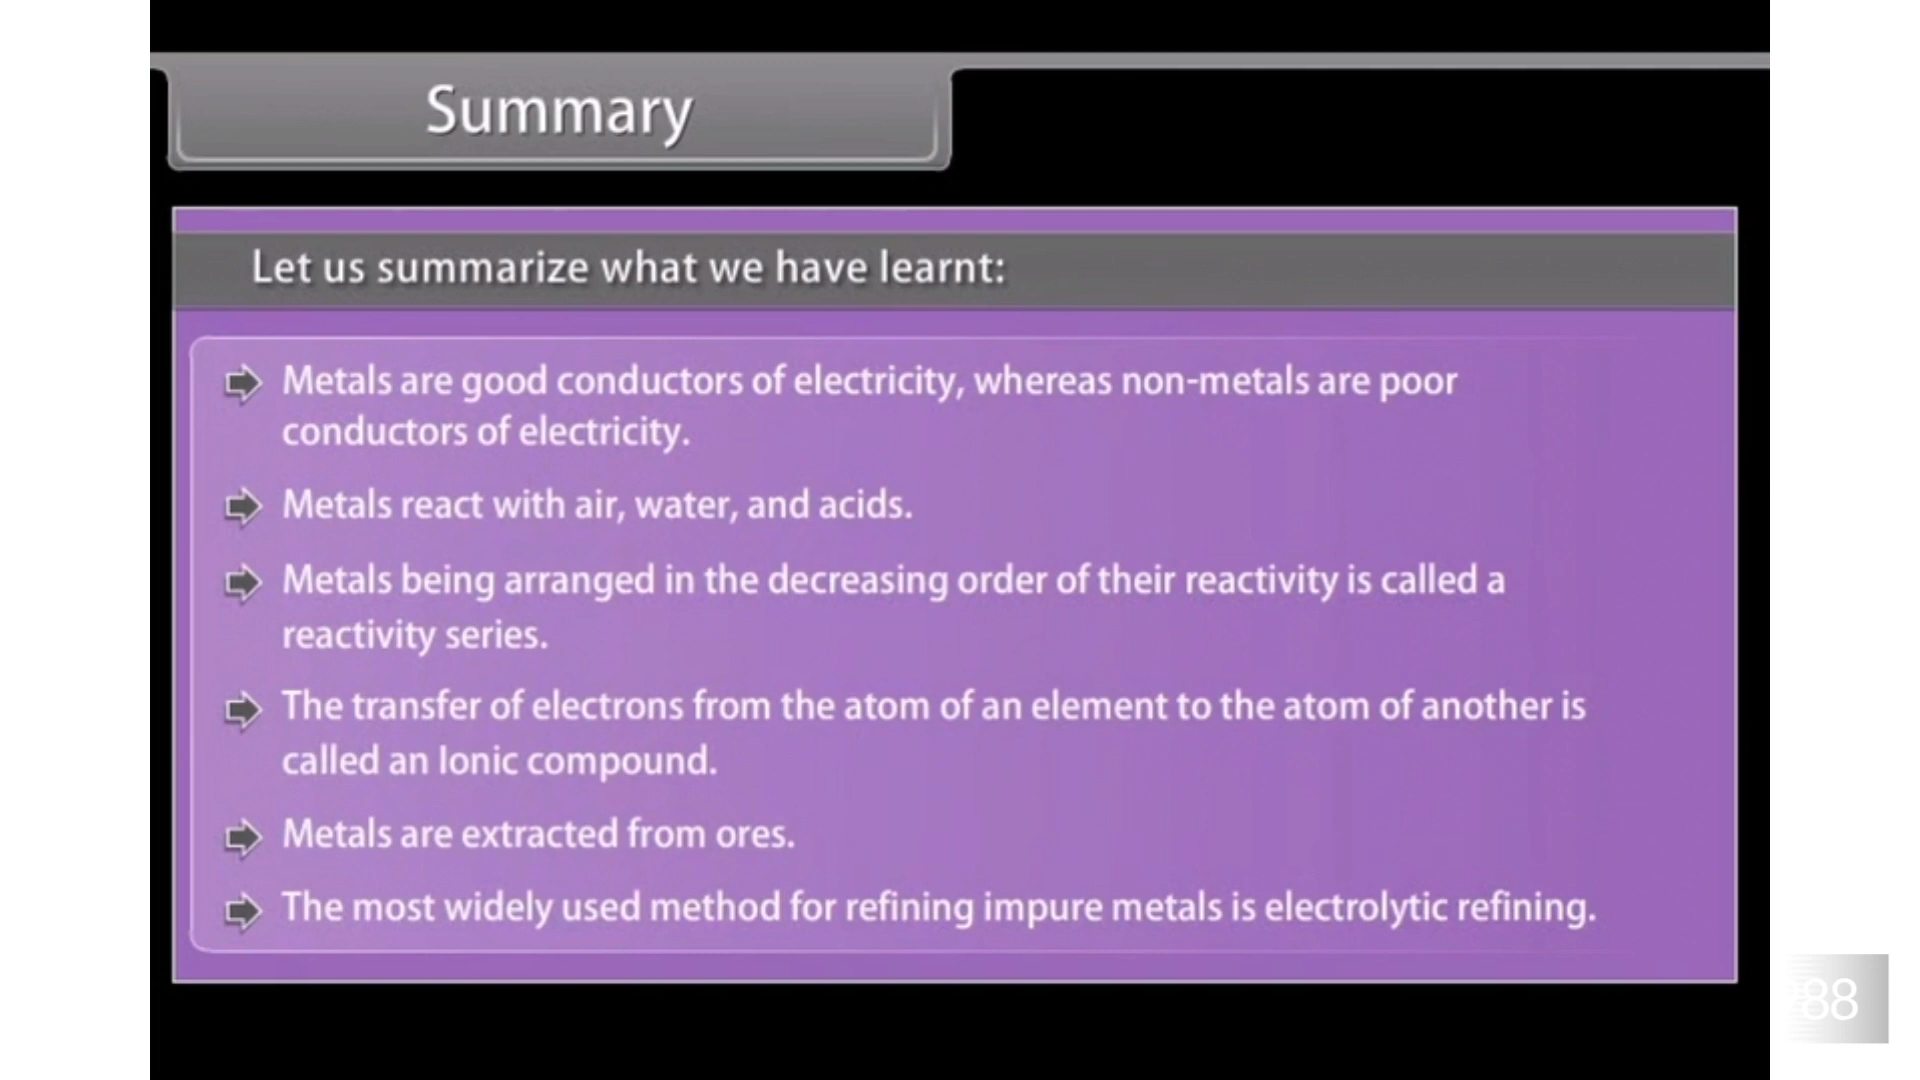 Summary
Let us summarize what we have learnt:
Metals are good conductors of electricity, whereas non-metals are poor
conductors of electricity.
Metals react with air, water, and acids.
Metals being arranged in the decreasing order of their reactivity is called a
reactivity series.
The transfer of electrons from the atom of an element to the atom of another is
called an Ionic compound.
Metals are extracted from ores.
The most widely used method for refining impure metals is electrolytic refining.
88